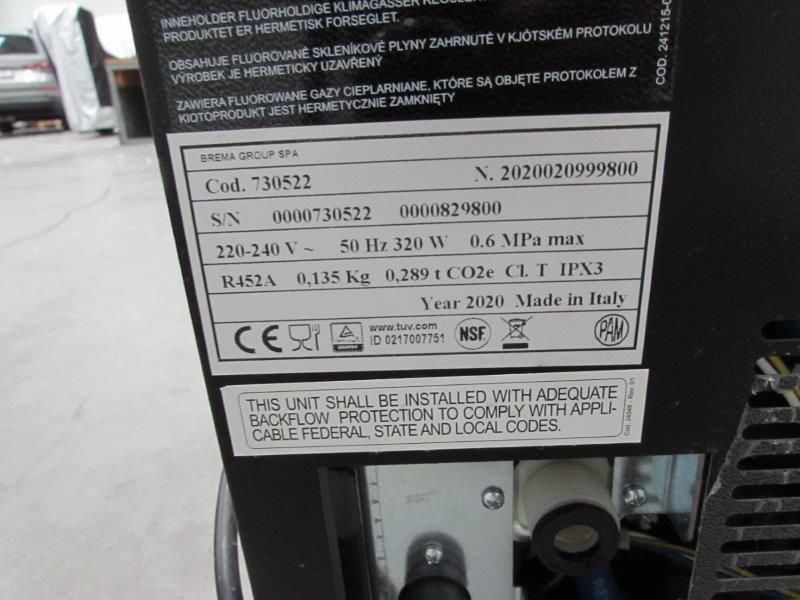 INNEHOLDER FLUORHOLDIGE KLIMAGASSER
PRODUKTET ER HERMETISK FORSEGLET.
OBSAHUJE FLUOROVANÉ SKLENÍKOVÉ PLYNY ZAHRNUTÉ V KJÓTSKÉM PROTOKOLU
VÝROBEK JE HERMETICKY UZAVŘENÝ
ZAWIERA FLUOROWANE GAZY CIEPLARNIANE, KTÓRE SĄ OBJĘTE PROTOKOŁEM Z
KIOTOPRODUKT JEST HERMETYCZNIE ZAMKNIĘTY
COD. 241215-
BREMA GROUP SPA
Cod. 730522 N. 2020020999800
S/N 0000730522 0000829800
220-240 V ~ 50 Hz 320 W 0.6 MPa max
R452A 0,135 Kg 0,289 t CO2e Cl. T IPX3
Year 2020 Made in Italy
CE www.tuv.com NSF PAM
ID 0217007751
THIS UNIT SHALL BE INSTALLED WITH ADEQUATE
BACKFLOW PROTECTION TO COMPLY WITH APPLI-
CABLE FEDERAL, STATE AND LOCAL CODES.